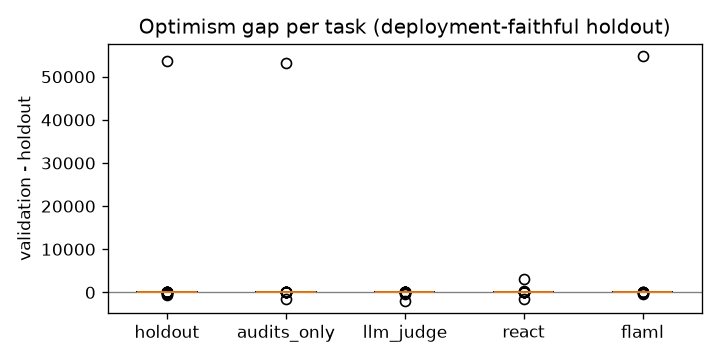 Optimism gap per task (deployment-faithful holdout)
validation - holdout
50000
40000
30000
20000
10000
0
holdout audits_only llm_judge react flaml